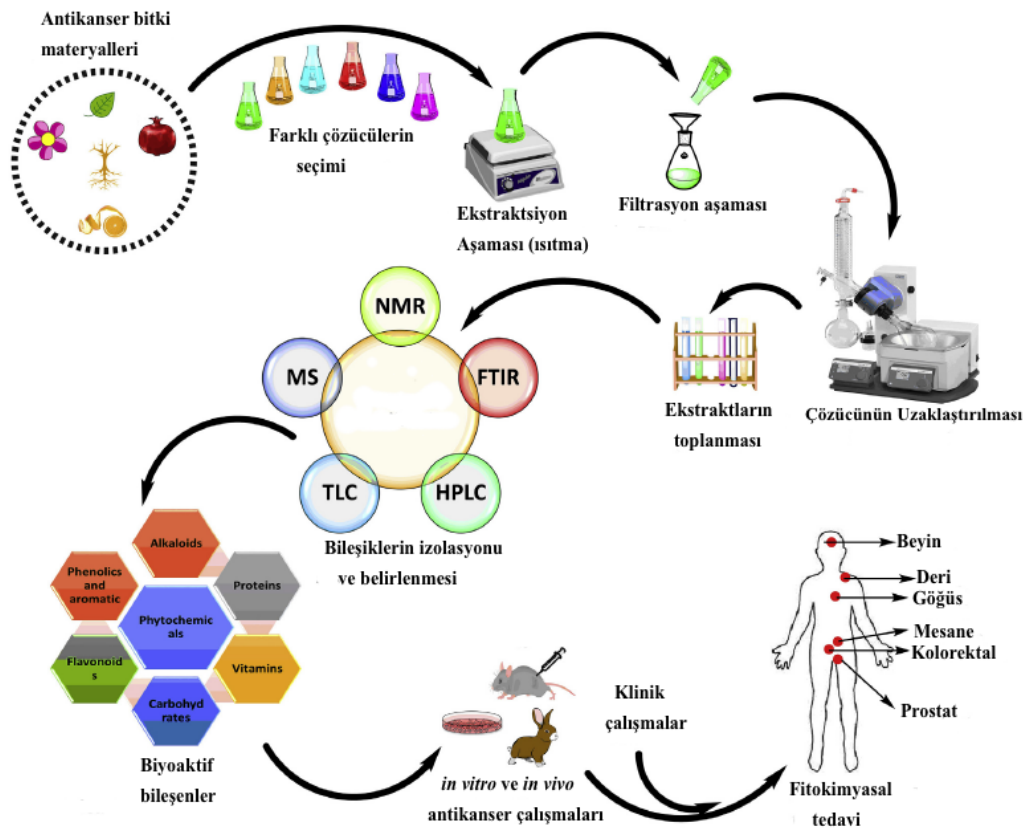 Antikanser bitki
materyalleri
Farklı çözücülerin
seçimi
Ekstraktsiyon
Aşaması (ısıtma)
Filtrasyon aşaması
Çözücünün Uzaklaştırılması
Ekstraktların
toplanması
NMR
MS
FTIR
TLC
HPLC
Bileşiklerin izolasyonu
ve belirlenmesi
Alkaloids
Phenolics
and
aromatic
Proteins
Phytochemic
als
Flavonoid
s
Vitamins
Carbohyd
rates
Biyoaktif
bileşenler
in vitro ve in vivo
antikanser çalışmaları
Klinik
çalışmalar
Beyin
Deri
Göğüs
Mesane
Kolorektal
Prostat
Fitokimyasal
tedavi